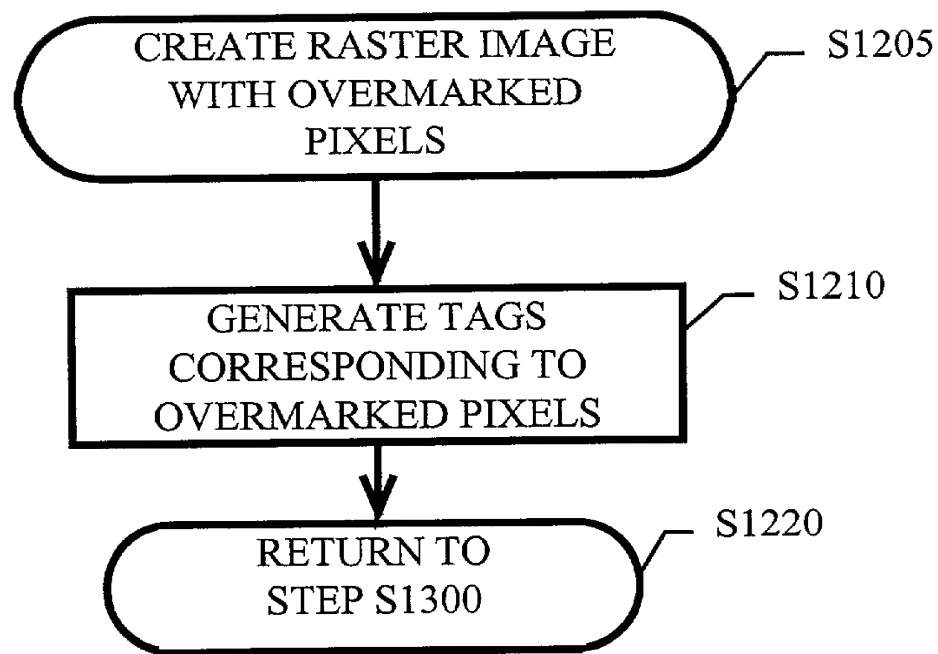 CREATE RASTER IMAGE
WITH OVERMARKED
PIXELS
S1205
GENERATE TAGS
CORRESPONDING TO
OVERMARKED PIXELS
S1210
RETURN TO
STEP S1300
S1220